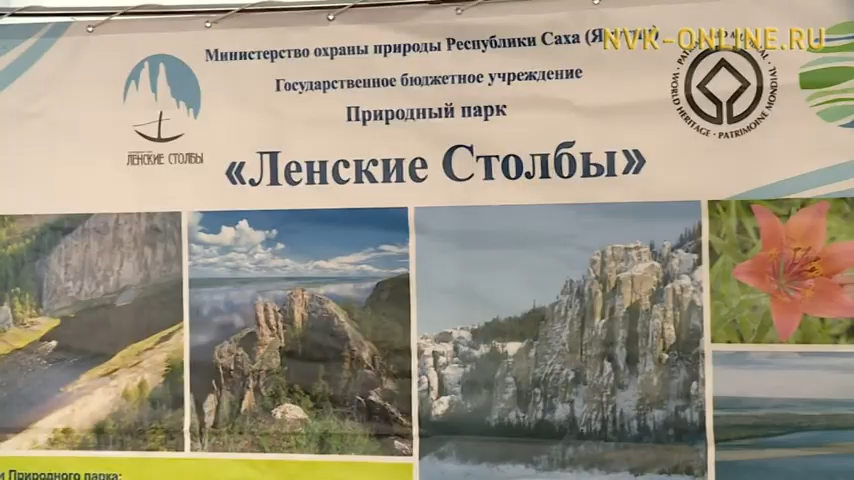 NVK-ONLINE.RU
Министерство охраны природы Республики Саха
Государственное бюджетное учреждение
Природный парк
«Ленские Столбы»
ЛЕНСКИЕ СТОЛБЫ
WORLD HERITAGE • PATRIMOINE MONDIAL
и Природного парка: